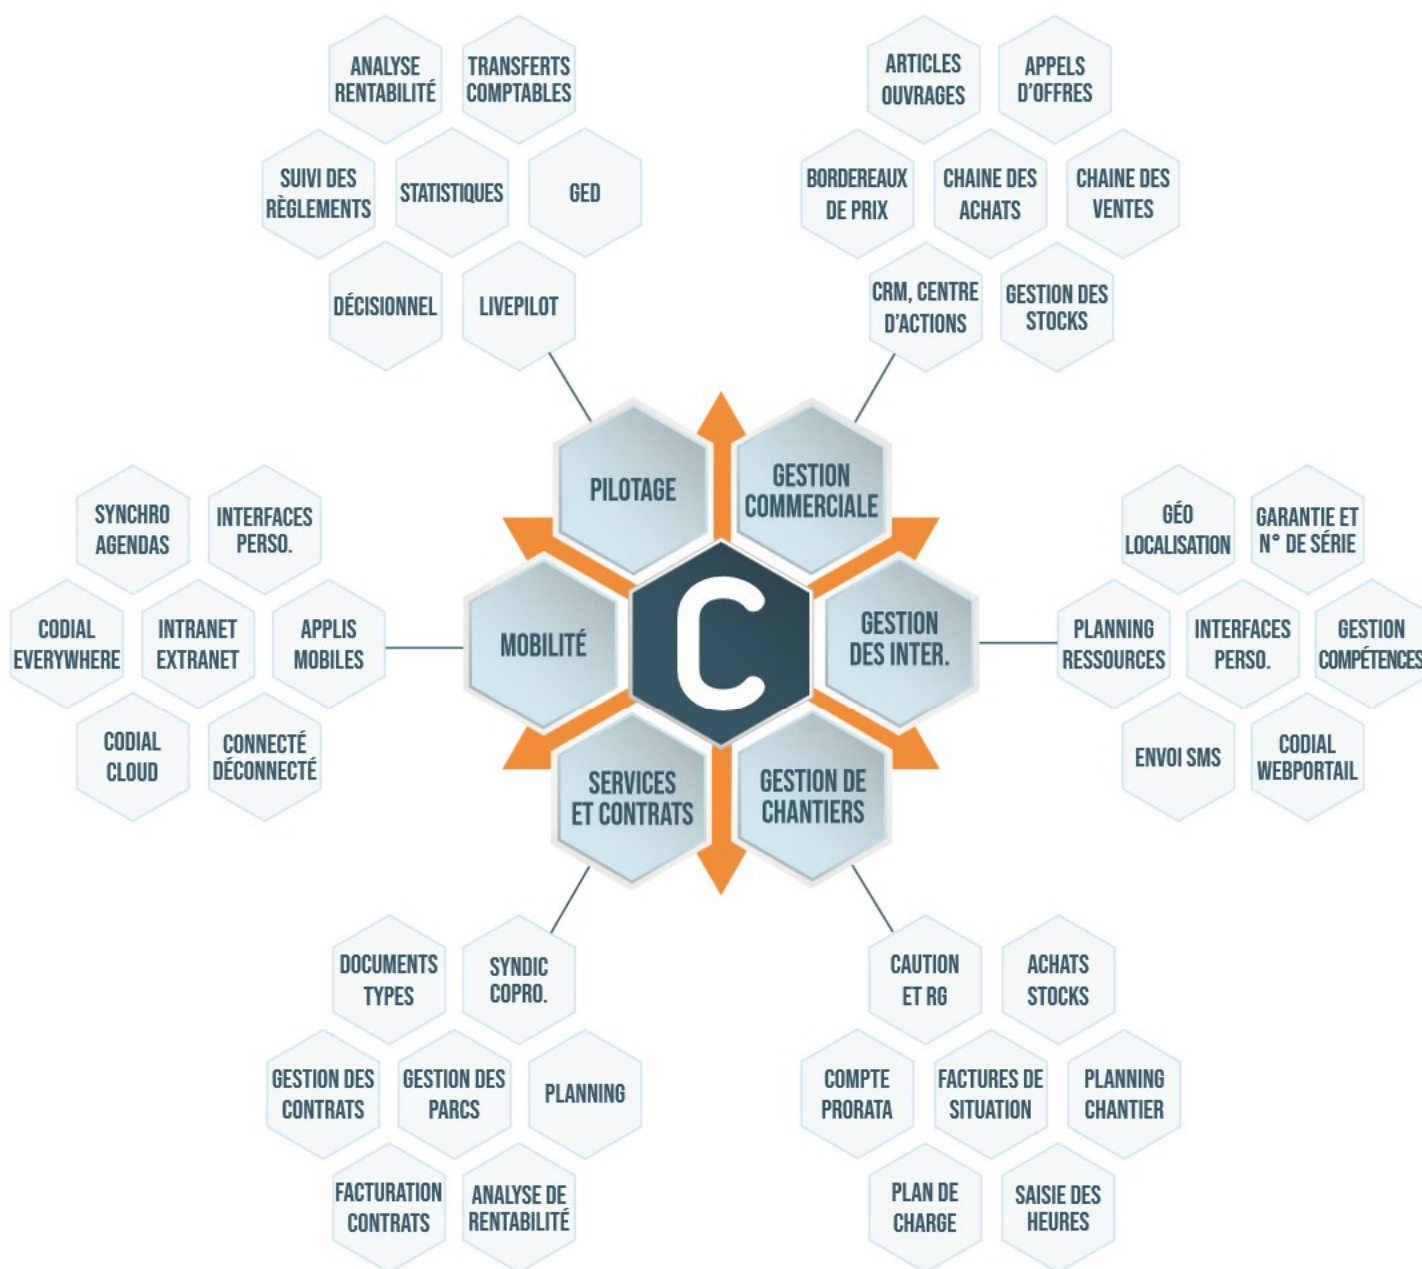 ANALYSE
RENTABILITÉ
TRANSFERTS
COMPTABLES
SUIVI DES
RÈGLEMENTS
STATISTIQUES
GED
DÉCISIONNEL
LIVEPILOT
ARTICLES
OUVRAGES
APPELS
D'OFFRES
BORDEREAUX
DE PRIX
CHAINE DES
ACHATS
CHAINE DES
VENTES
CRM, CENTRE
D'ACTIONS
GESTION DES
STOCKS
PILOTAGE
GESTION
COMMERCIALE
MOBILITÉ
C
GESTION
DES INTER.
SERVICES
ET CONTRATS
GESTION DE
CHANTIERS
SYNCHRO
AGENDAS
INTERFACES
PERSO.
CODIAL
EVERYWHERE
INTRANET
EXTRANET
APPLIS
MOBILES
CODIAL
CLOUD
CONNECTÉ
DÉCONNECTÉ
GÉO
LOCALISATION
GARANTIE ET
N° DE SÉRIE
PLANNING
RESSOURCES
INTERFACES
PERSO.
GESTION
COMPÉTENCES
ENVOI SMS
CODIAL
WEBPORTAIL
DOCUMENTS
TYPES
SYNDIC
COPRO.
GESTION DES
CONTRATS
GESTION DES
PARCS
PLANNING
FACTURATION
CONTRATS
ANALYSE DE
RENTABILITÉ
CAUTION
ET RG
ACHATS
STOCKS
COMPTE
PRORATA
FACTURES DE
SITUATION
PLANNING
CHANTIER
PLAN DE
CHARGE
SAISIE DES
HEURES